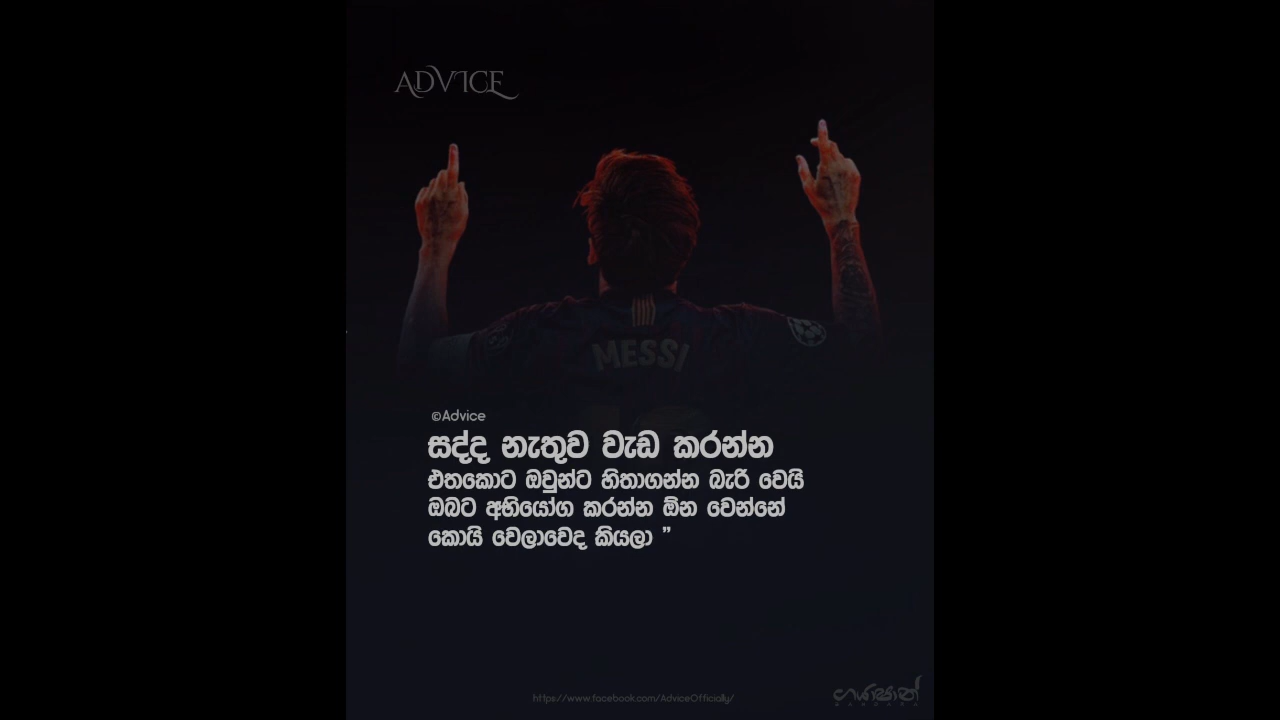 ADVICE
MESSI
©Advice
සද්ද නැතුව වැඩ කරන්න
එතකොට ඔවුන්ට හිතාගන්න බැරි වෙයි
ඔබට අභියෝග කරන්න ඕන වෙන්නේ
කොයි වෙලාවෙද කියලා ”
https://www.facebook.com/AdviceOfficially/